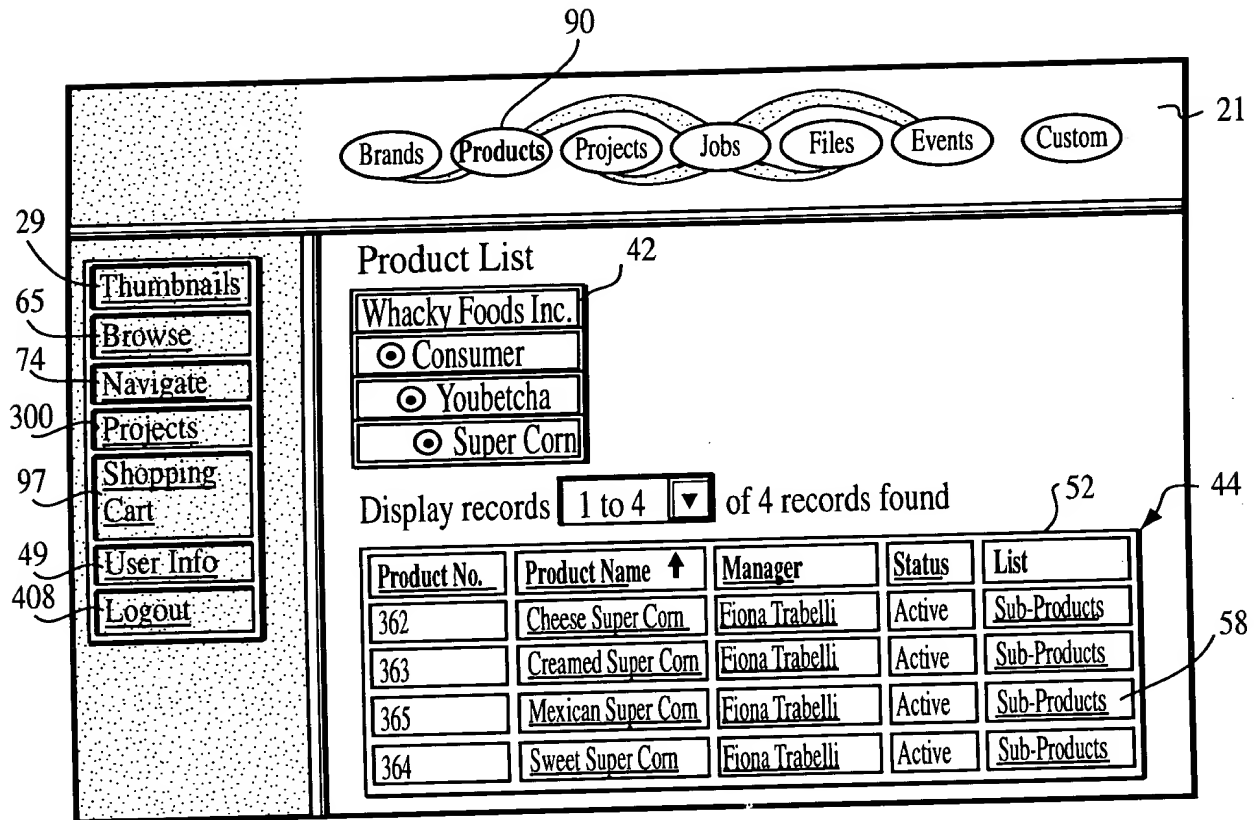 90
21
Brands Products Projects Jobs Files Events Custom
29
65
74
300
97
49
408
Thumbnails
Browse
Navigate
Projects
Shopping
Cart
User Info
Logout
Product List
42
Whacky Foods Inc.
Consumer
Youbetcha
Super Corn
Display records 1 to 4 ▼ of 4 records found
52
44
Product No. Product Name ↑ Manager Status List
362 Cheese Super Corn Fiona Trabelli Active Sub-Products
363 Creamed Super Corn Fiona Trabelli Active Sub-Products
365 Mexican Super Corn Fiona Trabelli Active Sub-Products
364 Sweet Super Corn Fiona Trabelli Active Sub-Products
58